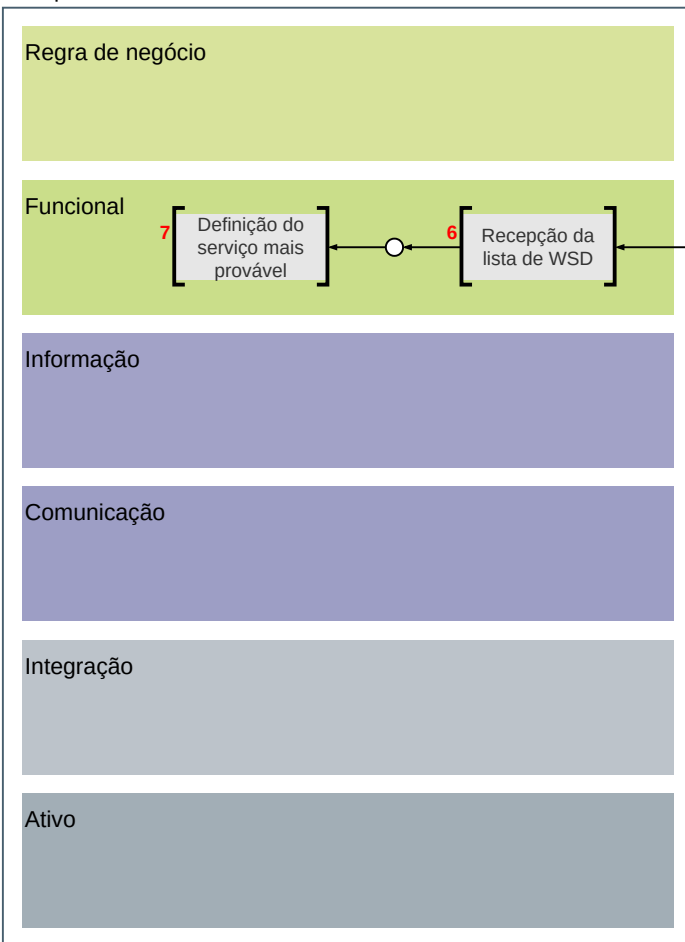 Regra de negócio
Funcional
7
Definição do
serviço mais
provável
6
Recepção da
lista de WSD
Informação
Comunicação
Integração
Ativo